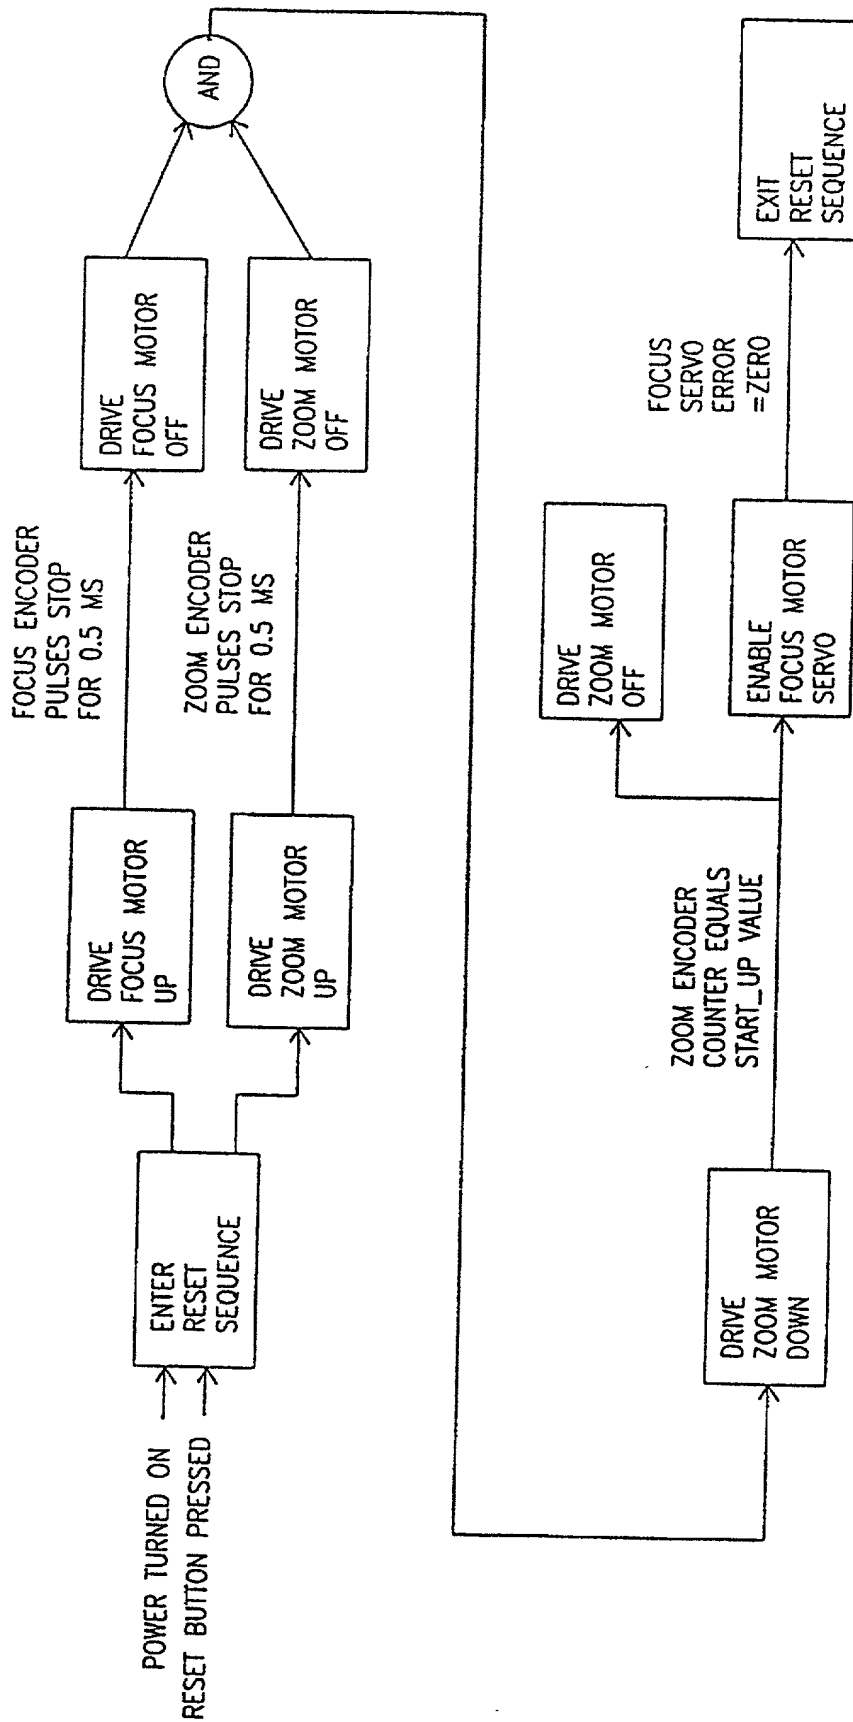 POWER TURNED ON
RESET BUTTON PRESSED
ENTER
RESET
SEQUENCE
DRIVE
FOCUS MOTOR
UP
DRIVE
ZOOM MOTOR
UP
FOCUS ENCODER
PULSES STOP
FOR 0.5 MS
ZOOM ENCODER
PULSES STOP
FOR 0.5 MS
DRIVE
FOCUS MOTOR
OFF
DRIVE
ZOOM MOTOR
OFF
AND
DRIVE
ZOOM MOTOR
DOWN
ZOOM ENCODER
COUNTER EQUALS
START_UP VALUE
DRIVE
ZOOM MOTOR
OFF
ENABLE
FOCUS MOTOR
SERVO
FOCUS
SERVO
ERROR
=ZERO
EXIT
RESET
SEQUENCE